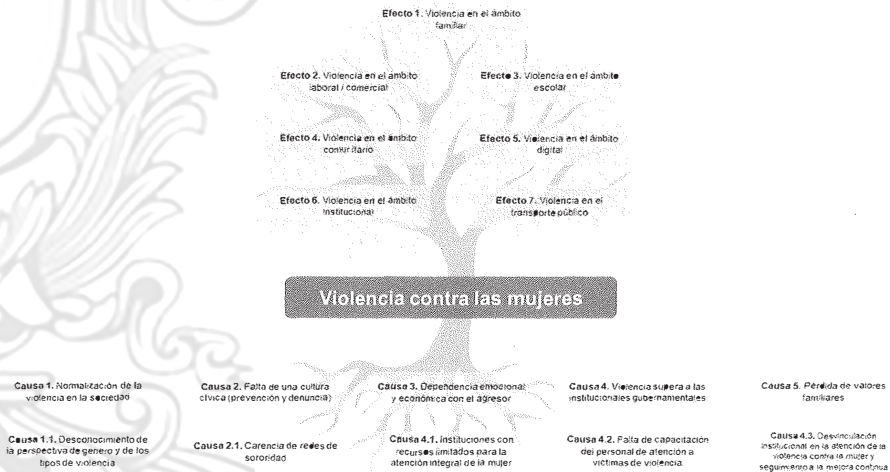 Efecto 1. Violencia en el ámbito
familiar
Efecto 2. Violencia en el ámbito
laboral / comercial
Efecto 3. Violencia en el ámbito
escolar
Efecto 4. Violencia en el ámbito
comunitario
Efecto 5. Violencia en el ámbito
digital
Efecto 6. Violencia en el ámbito
institucional
Efecto 7. Violencia en el
transporte público
Violencia contra las mujeres
Causa 1. Normalización de la
violencia en la sociedad
Causa 2. Falta de una cultura
cívica (prevención y denuncia)
Causa 3. Dependencia emocional
y económica con el agresor
Causa 4. Violencia supera a las
institucionales gubernamentales
Causa 5. Pérdida de valores
familiares
Causa 1.1. Desconocimiento de
la perspectiva de genero y de los
tipos de violencia
Causa 2.1. Carencia de redes de
sororidad
Causa 4.1. Instituciones con
recursos limitados para la
atención integral de la mujer
Causa 4.2. Falta de capacitación
del personal de atención a
víctimas de violencia
Causa 4.3. Desvinculación
institucional en la atención de la
violencia contra la mujer y
seguimiento a la mejora continua